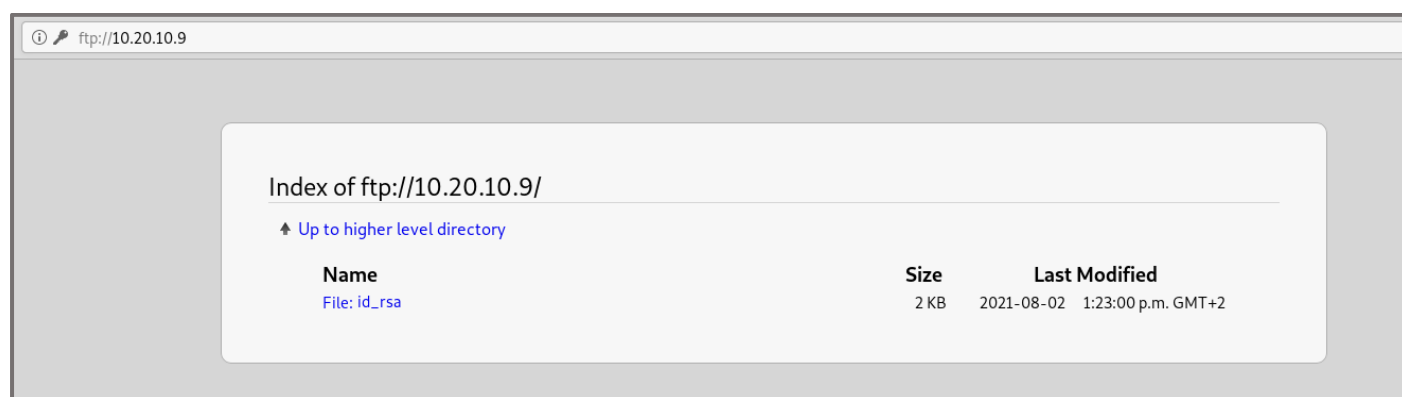 ftp://10.20.10.9
Index of ftp://10.20.10.9/
Up to higher level directory
Name Size Last Modified
File: id_rsa 2 KB 2021-08-02 1:23:00 p.m. GMT+2